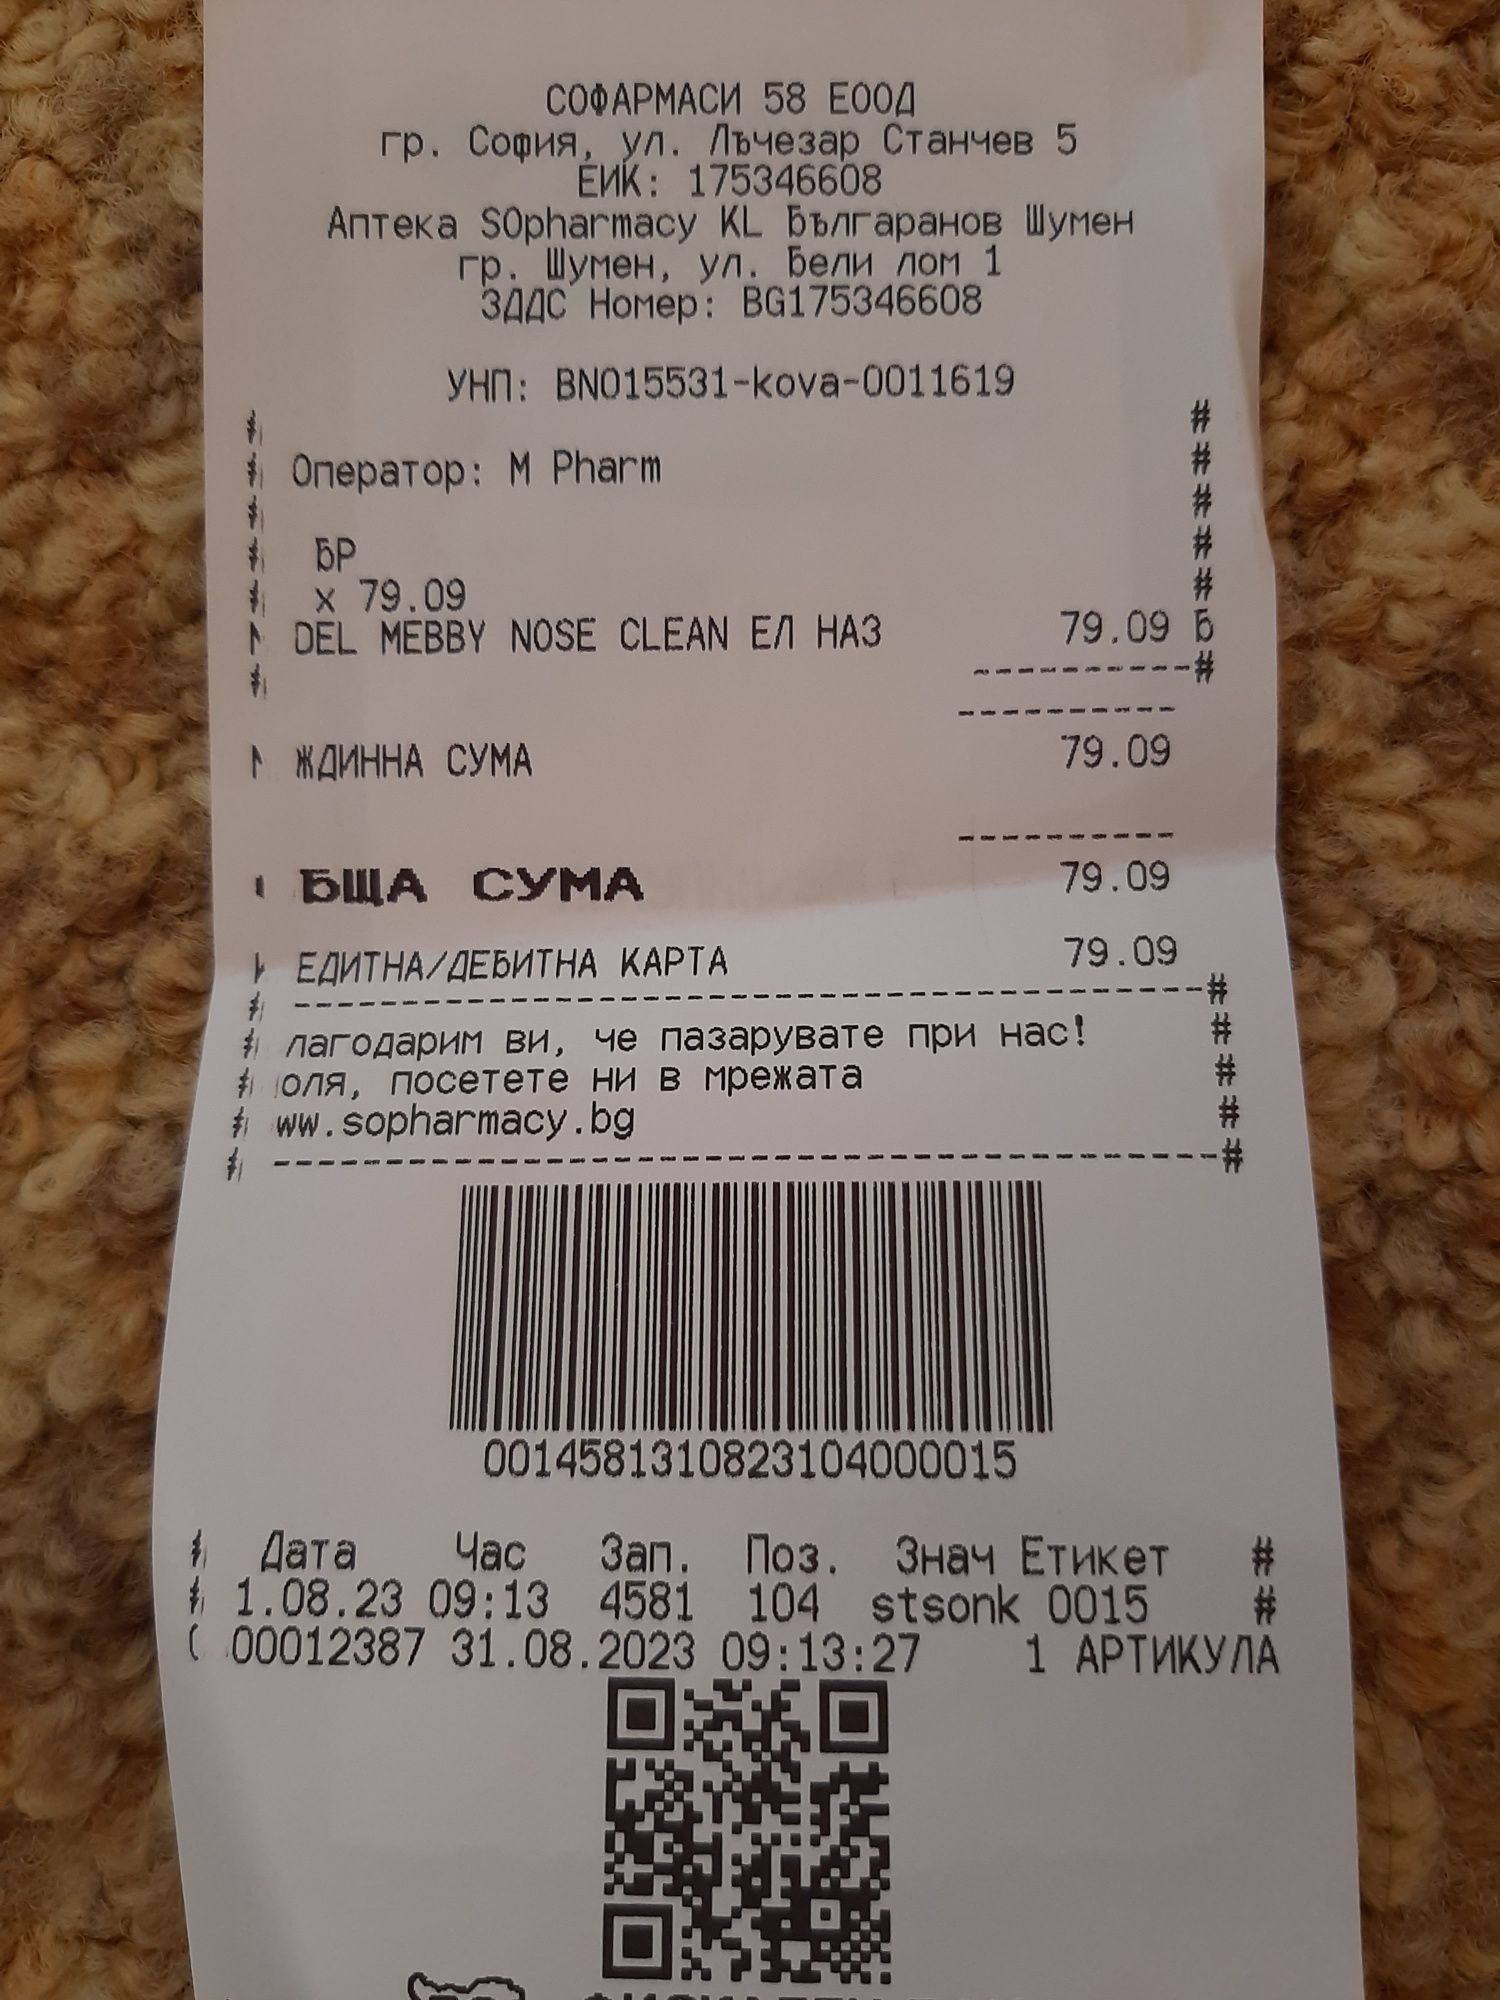 СОФАРМАСИ 58 ЕООД
гр. София, ул. Лъчезар Станчев 5
ЕИК: 175346608
Аптека SOpharmacy KL Българанов Шумен
гр. Шумен, ул. Бели лом 1
ЗДДС Номер: BG175346608
УНП: BN015531-kova-0011619
# #
# Оператор: M Pharm #
# #
# БР #
# x 79.09 #
DEL MEBBY NOSE CLEAN ЕЛ НАЗ 79.09 Б
# ----------#
----------
ЖДИННА СУМА 79.09
----------
БЩА СУМА 79.09
ЕДИТНА/ДЕБИТНА КАРТА 79.09
# ------------------------------------------#
# лагодарим ви, че пазарувате при нас! #
# оля, посетете ни в мрежата #
# ww.sopharmacy.bg #
# ------------------------------------------#
0014581310823104000015
# Дата Час Зап. Поз. Знач Етикет #
# 1.08.23 09:13 4581 104 stsonk 0015 #
00012387 31.08.2023 09:13:27 1 АРТИКУЛА